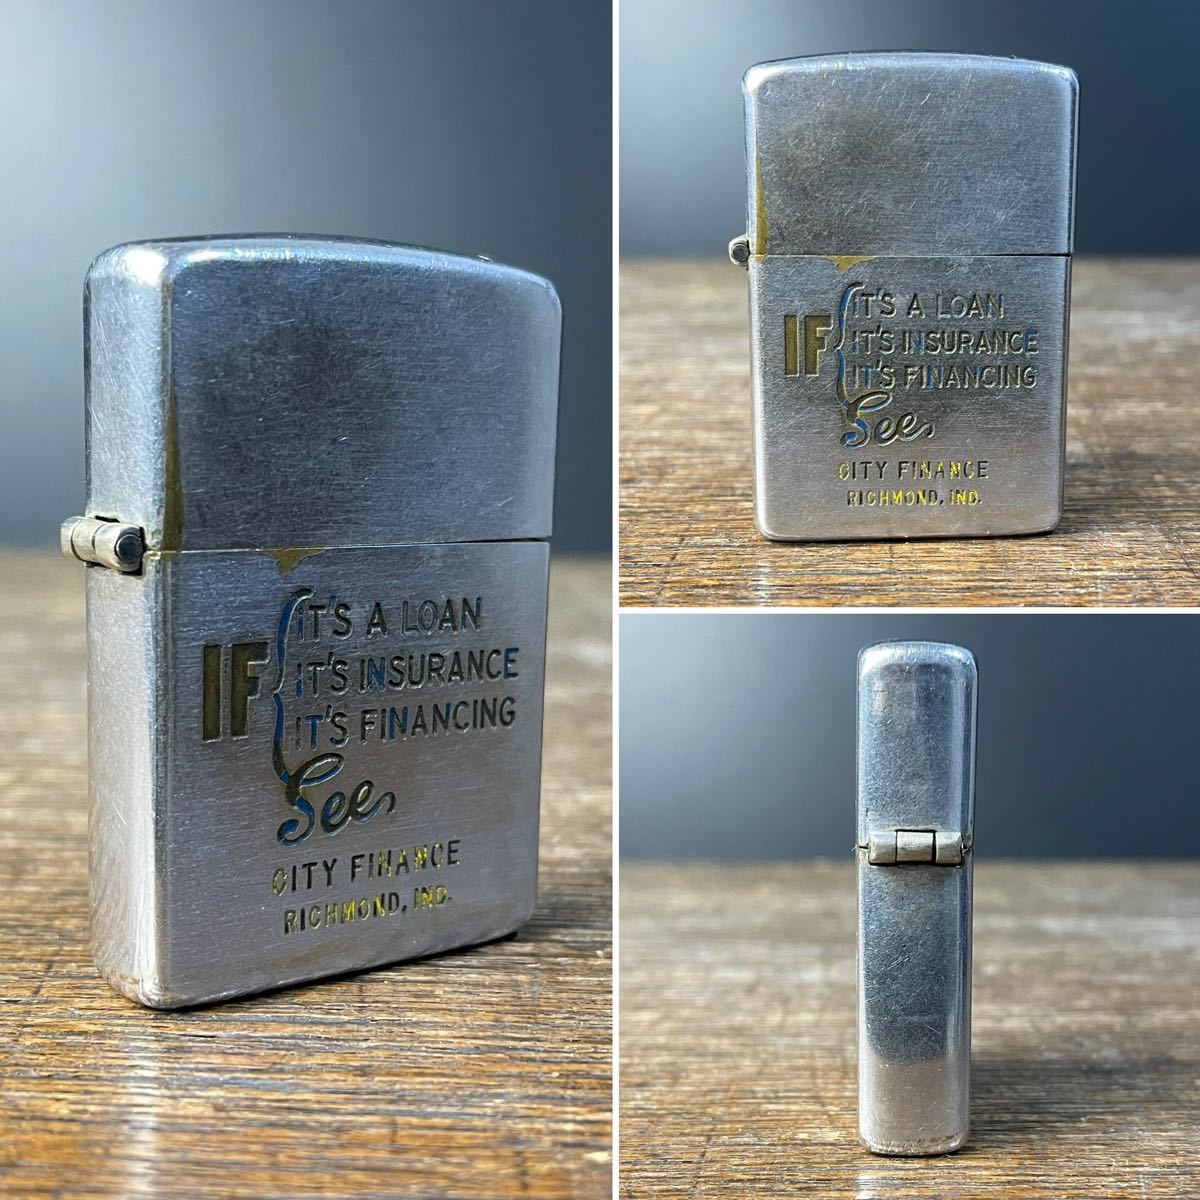 IF
IT'S A LOAN
IT'S INSURANCE
IT'S FINANCING
See
CITY FINANCE
RICHMOND, IND.
IF
IT'S A LOAN
IT'S INSURANCE
IT'S FINANCING
See
CITY FINANCE
RICHMOND, IND.